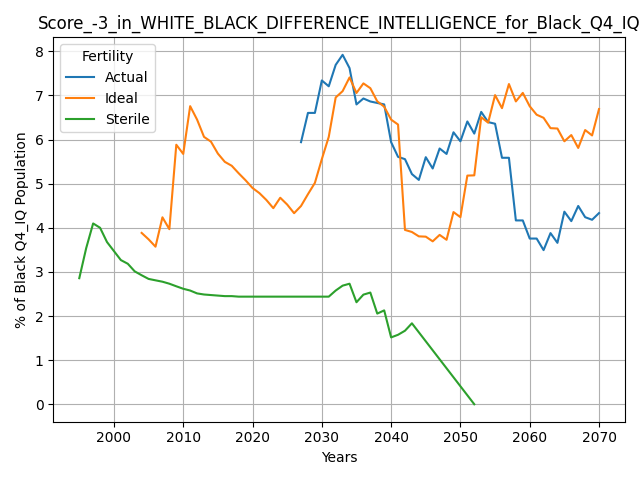 Score_-3_in_WHITE_BLACK_DIFFERENCE_INTELLIGENCE_for_Black_Q4_IQ
Fertility
Actual
Ideal
Sterile
% of Black Q4_IQ Population
8
7
6
5
4
3
2
1
0
2000 2010 2020 2030 2040 2050 2060 2070
Years